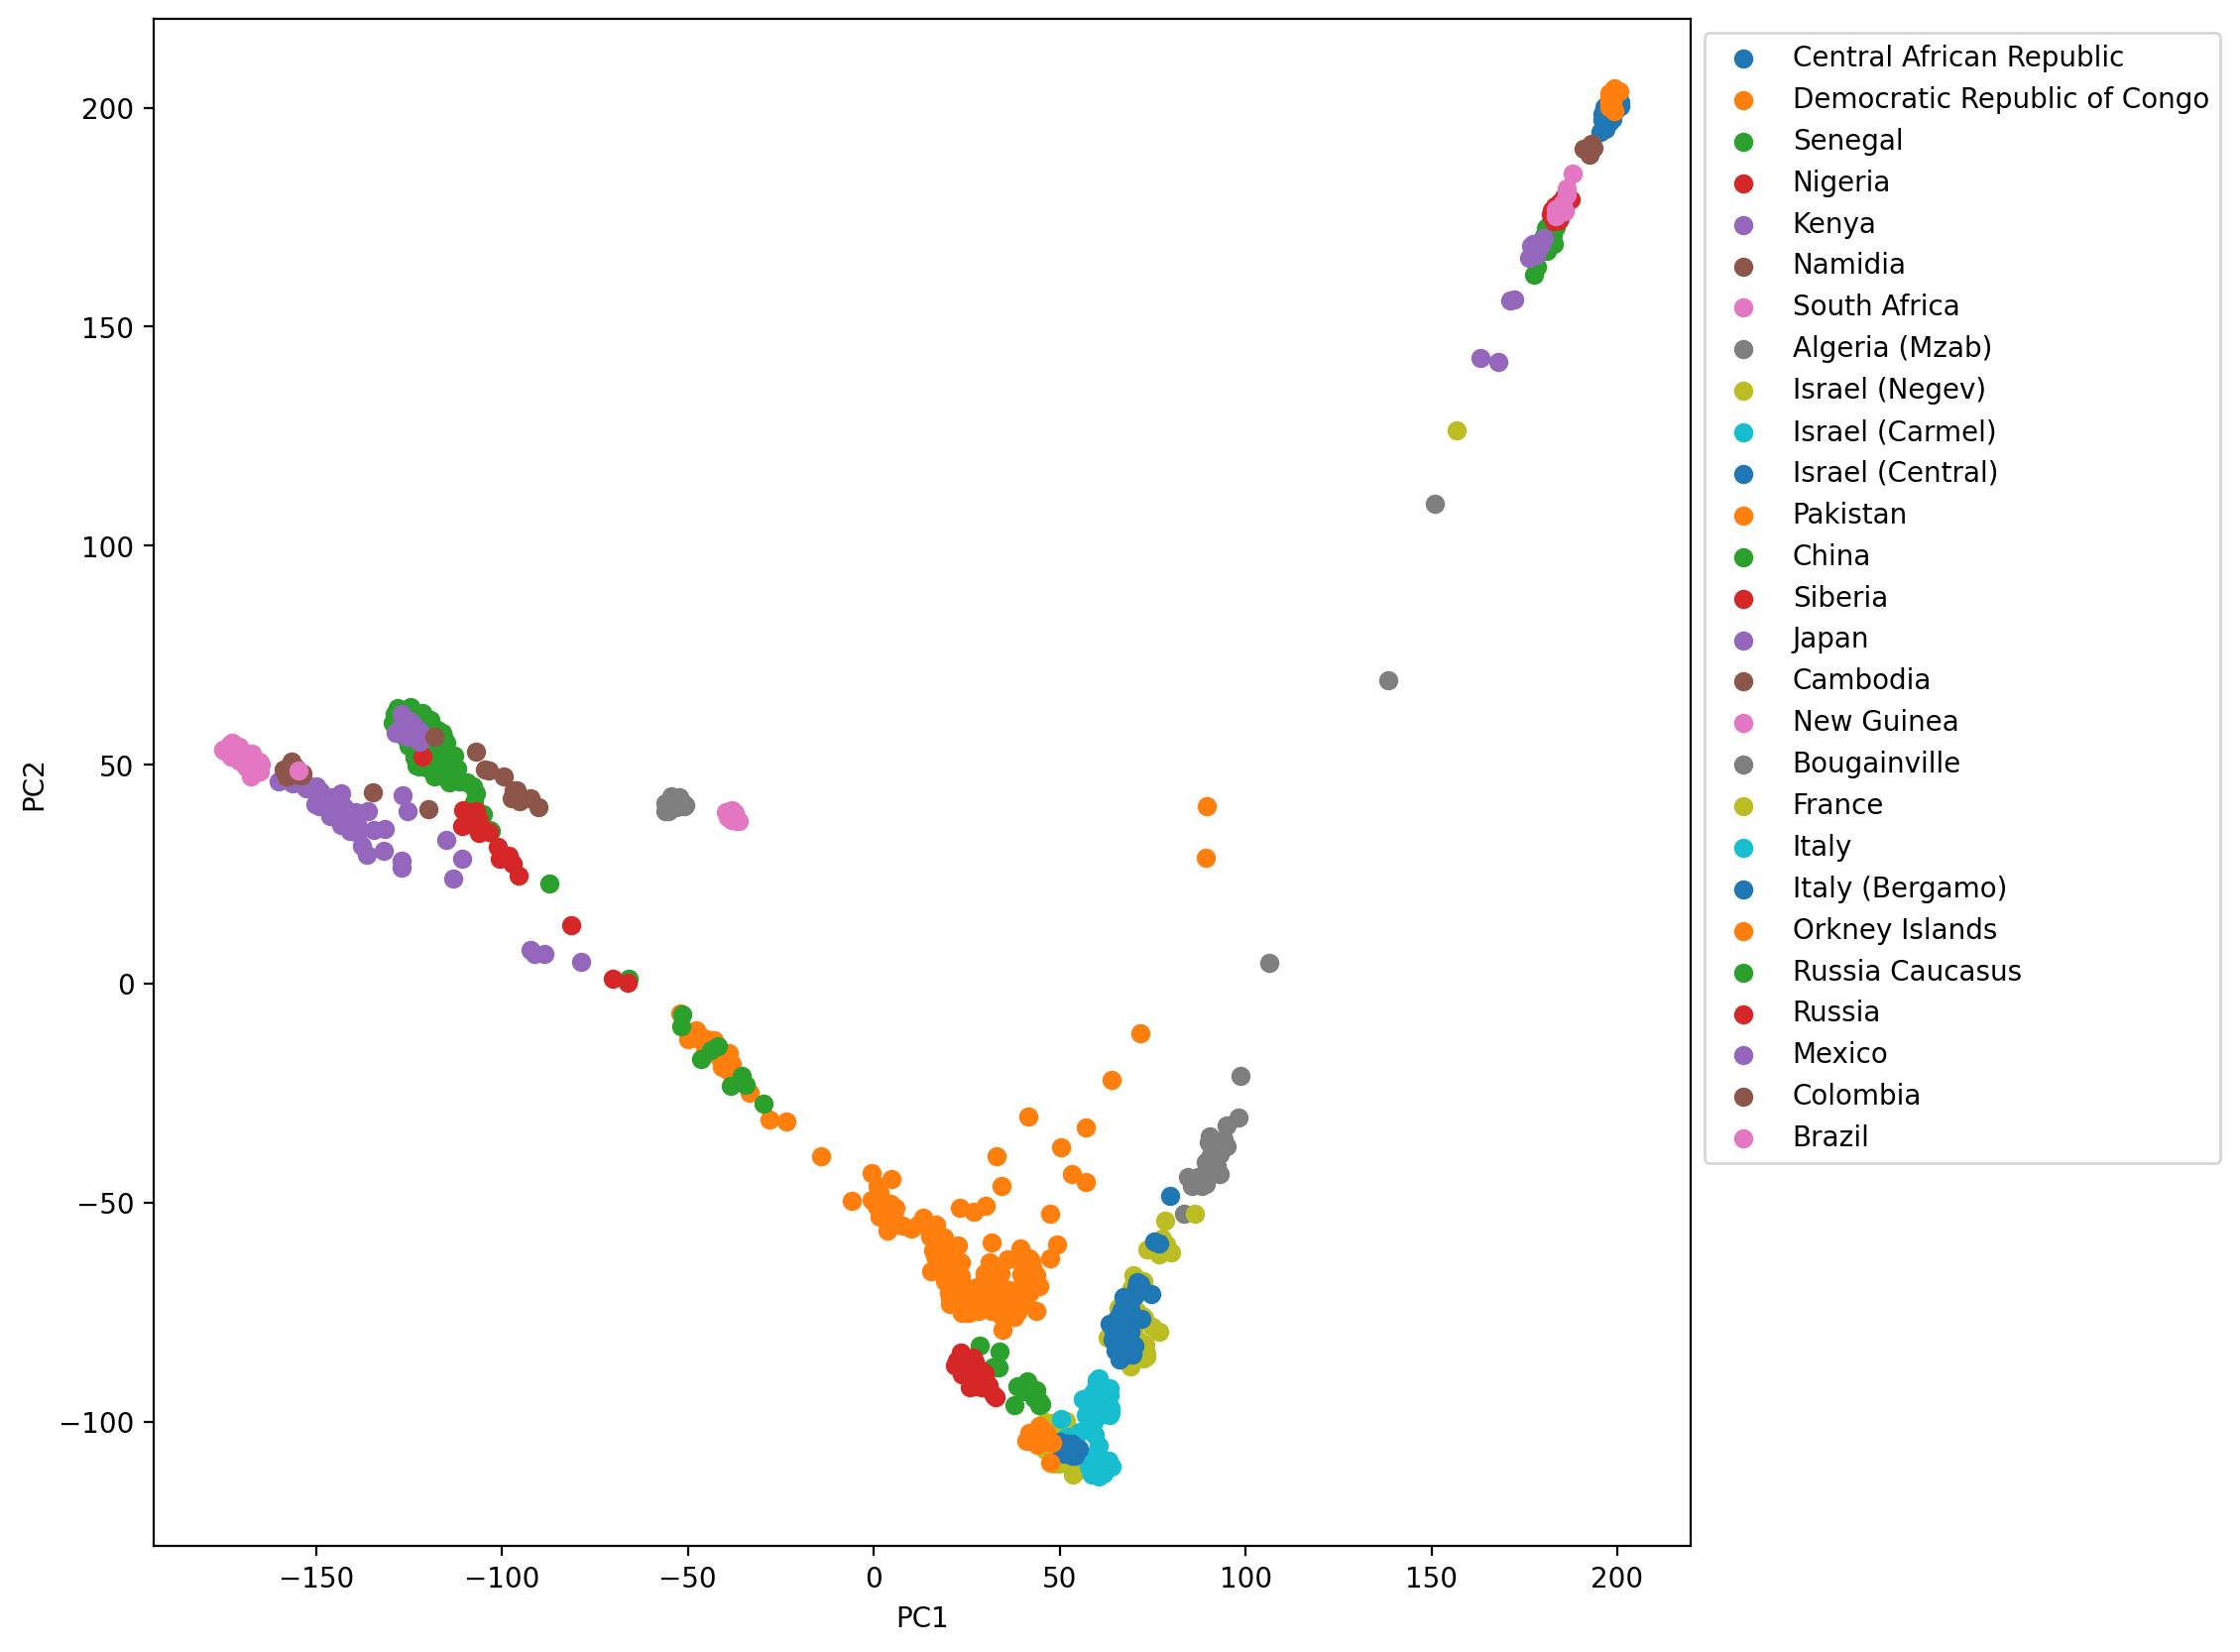 200
150
100
50
0
−50
−100
−150
−100
−50
0
50
100
150
200
PC1
PC2
Central African Republic
Democratic Republic of Congo
Senegal
Nigeria
Kenya
Namidia
South Africa
Algeria (Mzab)
Israel (Negev)
Israel (Carmel)
Israel (Central)
Pakistan
China
Siberia
Japan
Cambodia
New Guinea
Bougainville
France
Italy
Italy (Bergamo)
Orkney Islands
Russia Caucasus
Russia
Mexico
Colombia
Brazil